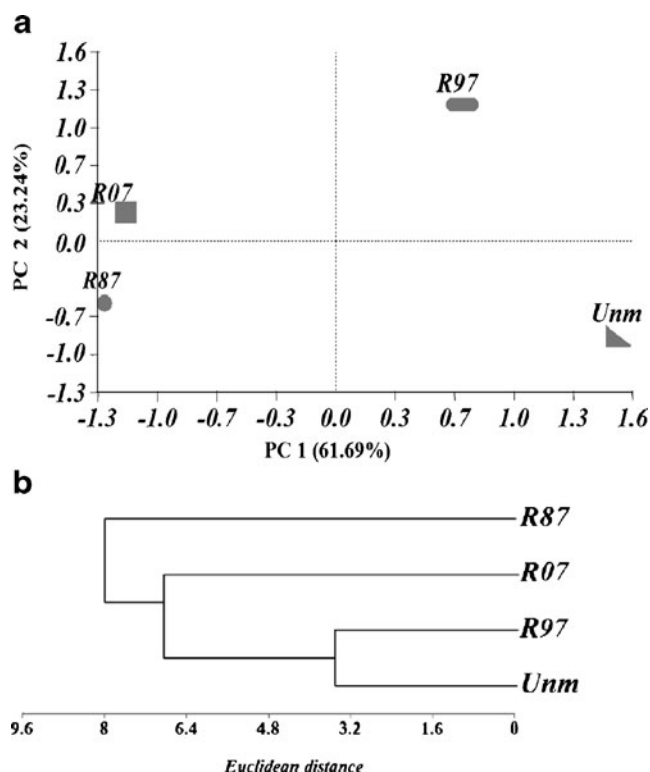 a
1.6
1.3
1.0
0.7
0.3
0.0
-0.7
-1.0
-1.3
PC 2 (23.24%)
R97
R07
R87
Unm
-1.3 -1.0 -0.7 -0.3 0.0 0.3 0.7 1.0 1.3 1.6
PC 1 (61.69%)
b
R87
R07
R97
Unm
9.6 8 6.4 4.8 3.2 1.6 0
Euclidean distance